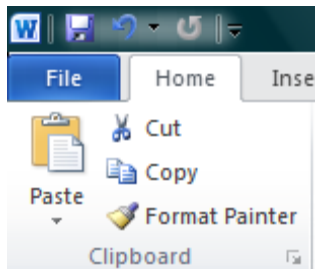 W
File Home Inse
Cut
Copy
Paste
Format Painter
Clipboard